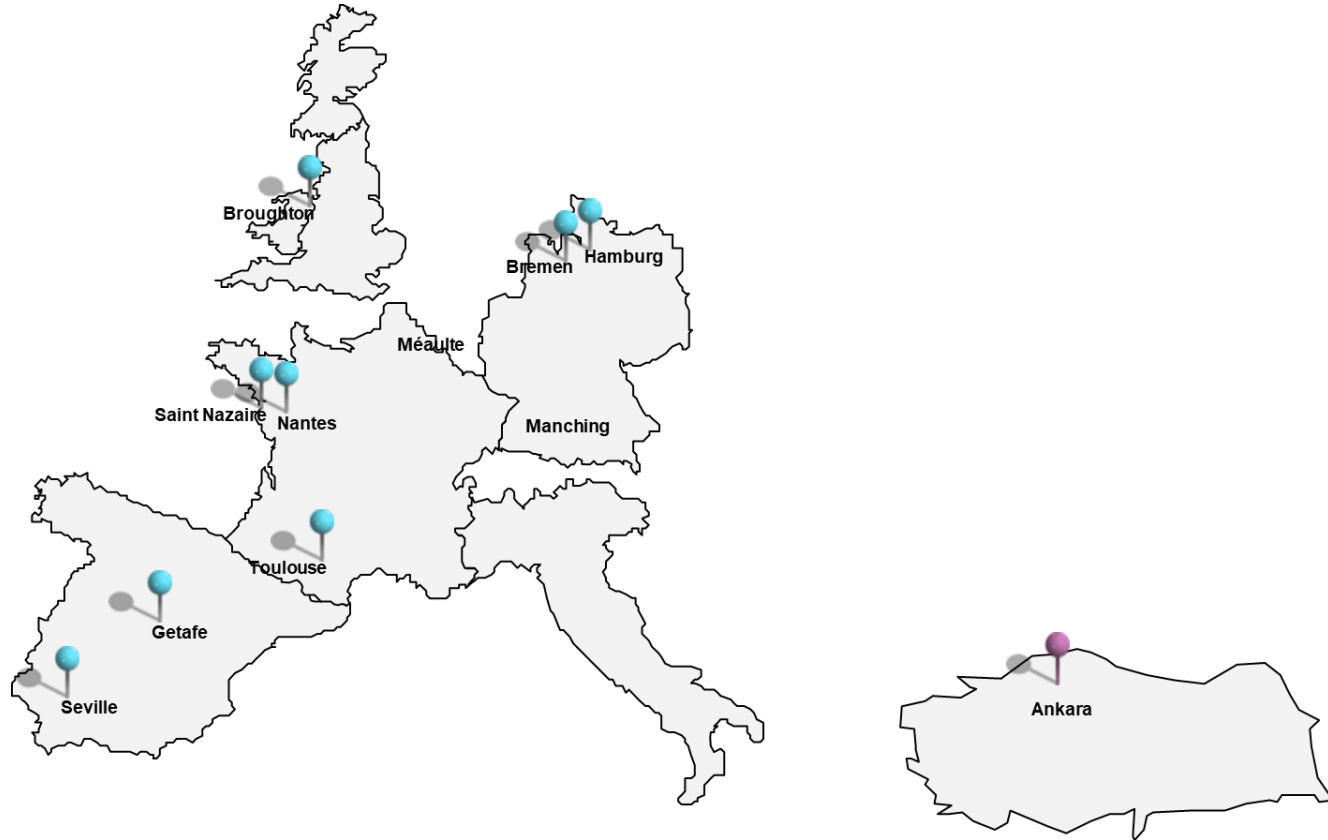 Broughton
Bremen
Hamburg
Méaulte
Saint Nazaire
Nantes
Manching
Toulouse
Getafe
Seville
Ankara